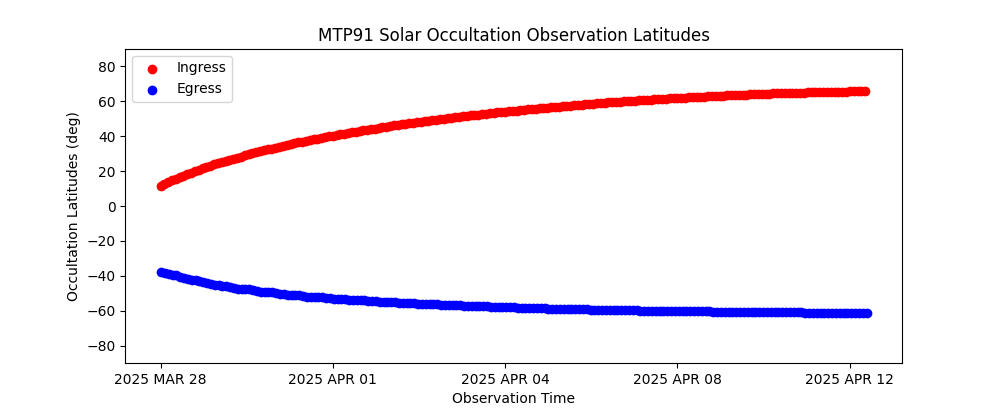 MTP91 Solar Occultation Observation Latitudes
Ingress
Egress
Occultation Latitudes (deg)
80
60
40
20
0
−20
−40
−60
−80
2025 MAR 28
2025 APR 01
2025 APR 04
2025 APR 08
2025 APR 12
Observation Time